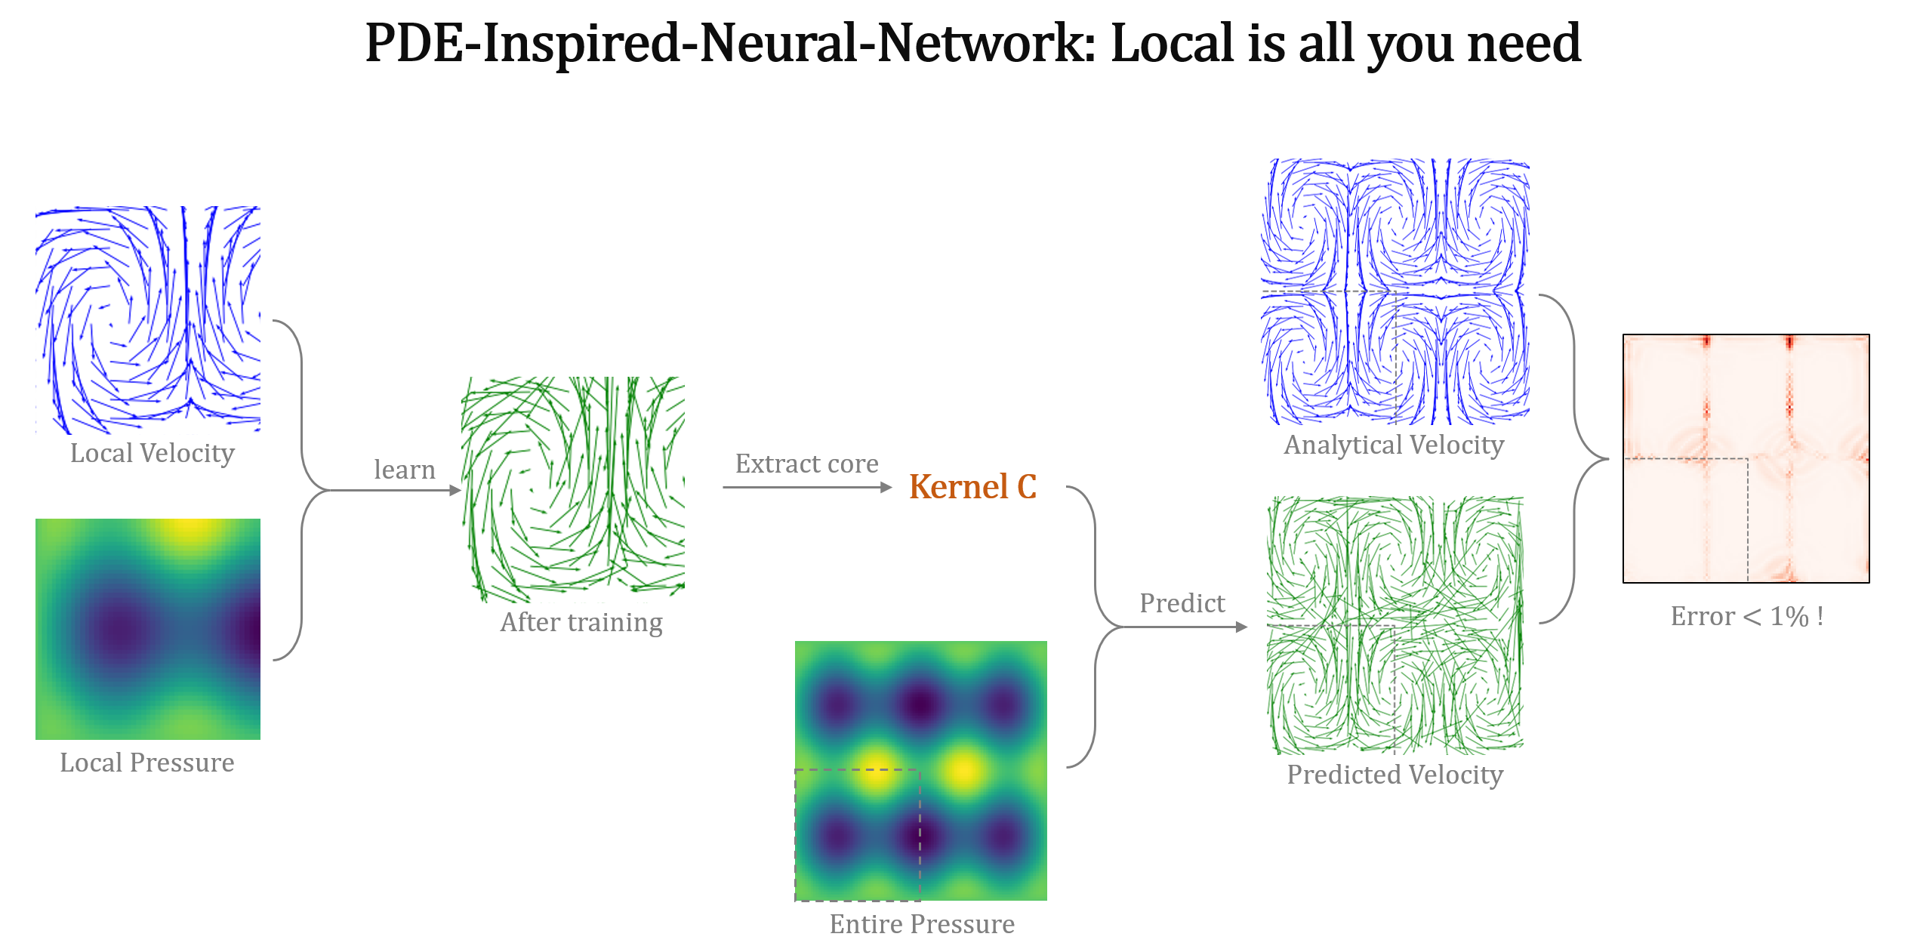 PDE-Inspired-Neural-Network: Local is all you need
Local Velocity
Local Pressure
learn
After training
Extract core
Kernel C
Entire Pressure
Predict
Analytical Velocity
Predicted Velocity
Error < 1% !